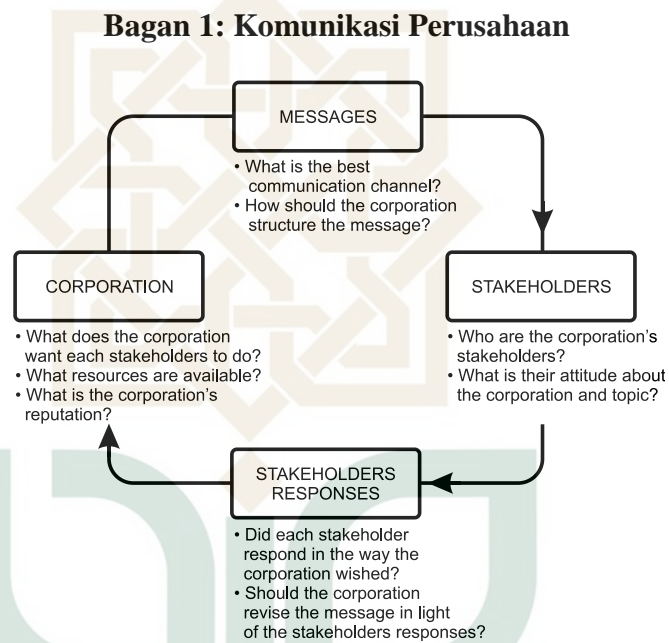 Bagan 1: Komunikasi Perusahaan
MESSAGES
• What is the best
communication channel?
• How should the corporation
structure the message?
CORPORATION
• What does the corporation
want each stakeholders to do?
• What resources are available?
• What is the corporation's
reputation?
STAKEHOLDERS
• Who are the corporation's
stakeholders?
• What is their attitude about
the corporation and topic?
STAKEHOLDERS
RESPONSES
• Did each stakeholder
respond in the way the
corporation wished?
• Should the corporation
revise the message in light
of the stakeholders responses?